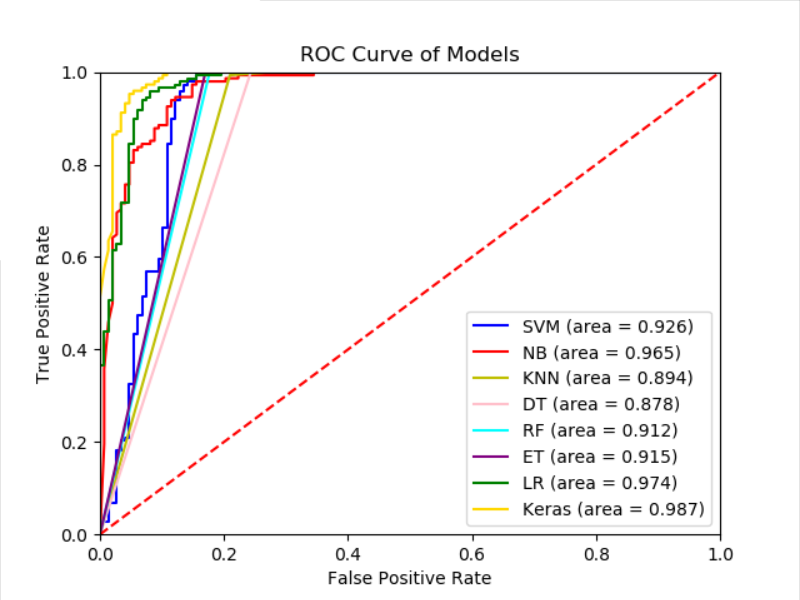 ROC Curve of Models
1.0
0.8
0.6
0.4
0.2
0.0
True Positive Rate
SVM (area = 0.926)
NB (area = 0.965)
KNN (area = 0.894)
DT (area = 0.878)
RF (area = 0.912)
ET (area = 0.915)
LR (area = 0.974)
Keras (area = 0.987)
0.0 0.2 0.4 0.6 0.8 1.0
False Positive Rate